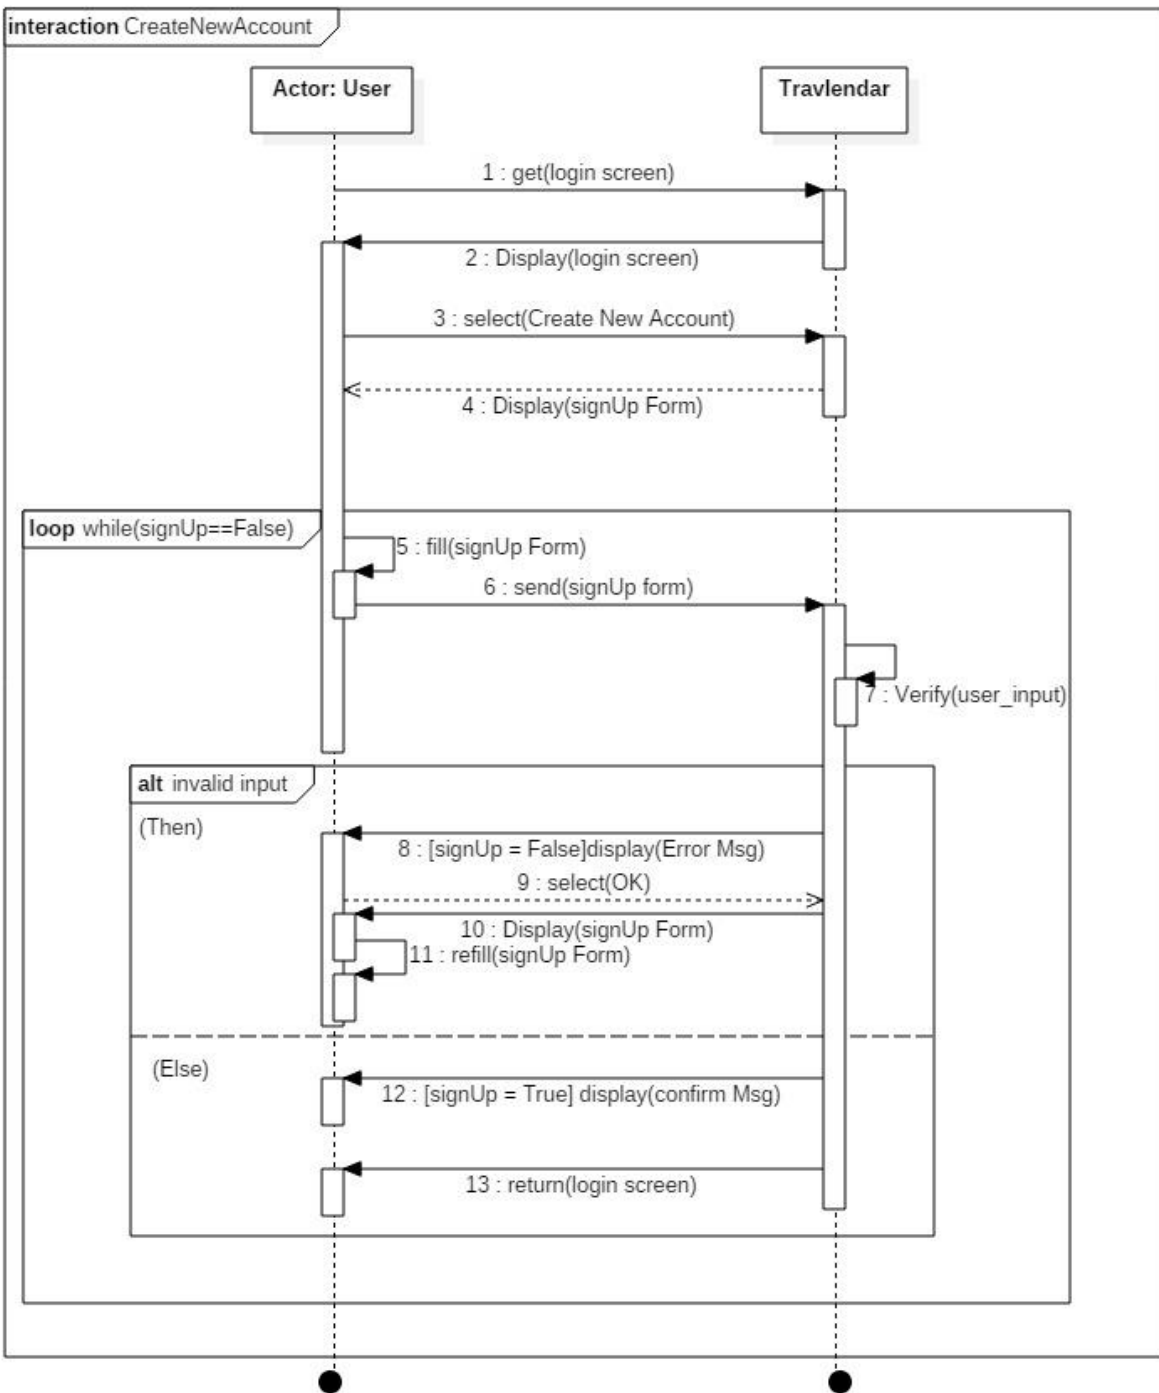 interaction CreateNewAccount
Actor: User
Travlendar
1 : get(login screen)
2 : Display(login screen)
3 : select(Create New Account)
4 : Display(signUp Form)
loop while(signUp==False)
5 : fill(signUp Form)
6 : send(signUp form)
7 : Verify(user_input)
alt invalid input
(Then)
8 : [signUp = False]display(Error Msg)
9 : select(OK)
10 : Display(signUp Form)
11 : refill(signUp Form)
(Else)
12 : [signUp = True] display(confirm Msg)
13 : return(login screen)